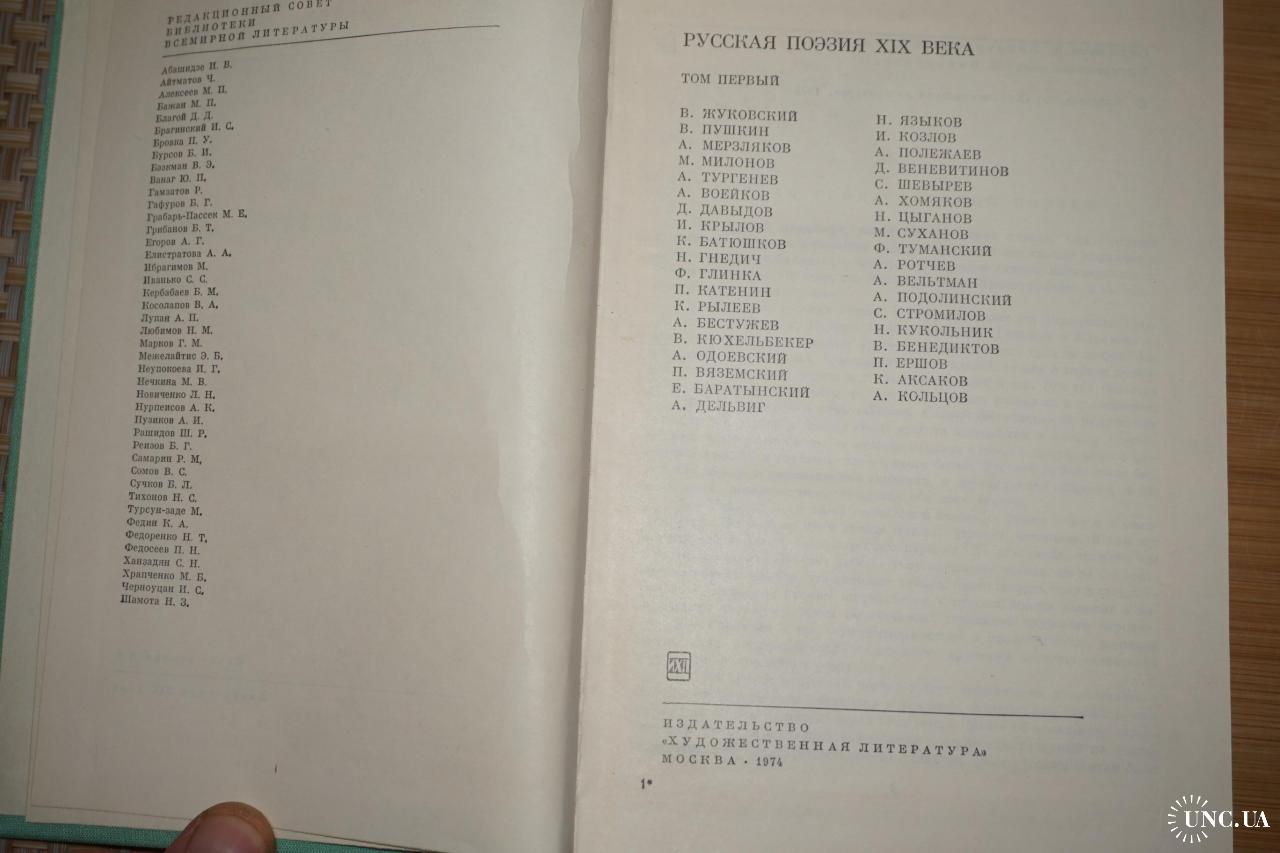 РЕДАКЦИОННЫЙ СОВЕТ
БИБЛИОТЕКИ
ВСЕМИРНОЙ ЛИТЕРАТУРЫ
Абашидзе И. В.
Айтматов Ч.
Алексеев М. П.
Бажан М. П.
Благой Д. Д.
Брагинский И. С.
Бровка П. У.
Бурсов Б. И.
Бээкман В. Э.
Ванаг Ю. П.
Гамзатов Р.
Гафуров Б. Г.
Грабарь-Пассек М. Е.
Грибанов Б. Т.
Егоров А. Г.
Елистратова А. А.
Ибрагимов М.
Иванько С. С.
Кербабаев Б. М.
Косолапов В. А.
Лупан А. П.
Любимов Н. М.
Марков Г. М.
Межелайтис Э. Б.
Неупокоева И. Г.
Нечкина М. В.
Новиченко Л. Н.
Нурпеисов А. К.
Пузиков А. И.
Рашидов Ш. Р.
Реизов Б. Г.
Самарин Р. М.
Сомов В. С.
Сучков Б. Л.
Тихонов Н. С.
Турсун-заде М.
Федин К. А.
Федоренко Н. Т.
Федосеев П. Н.
Ханзадян С. Н.
Храпченко М. Б.
Черноуцан И. С.
Шамота Н. З.
РУССКАЯ ПОЭЗИЯ XIX ВЕКА
ТОМ ПЕРВЫЙ
В. ЖУКОВСКИЙ
В. ПУШКИН
А. МЕРЗЛЯКОВ
М. МИЛОНОВ
А. ТУРГЕНЕВ
А. ВОЕЙКОВ
Д. ДАВЫДОВ
И. КРЫЛОВ
К. БАТЮШКОВ
Н. ГНЕДИЧ
Ф. ГЛИНКА
П. КАТЕНИН
К. РЫЛЕЕВ
А. БЕСТУЖЕВ
В. КЮХЕЛЬБЕКЕР
А. ОДОЕВСКИЙ
П. ВЯЗЕМСКИЙ
Е. БАРАТЫНСКИЙ
А. ДЕЛЬВИГ
Н. ЯЗЫКОВ
И. КОЗЛОВ
А. ПОЛЕЖАЕВ
Д. ВЕНЕВИТИНОВ
С. ШЕВЫРЕВ
А. ХОМЯКОВ
Н. ЦЫГАНОВ
М. СУХАНОВ
Ф. ТУМАНСКИЙ
А. РОТЧЕВ
А. ВЕЛЬТМАН
А. ПОДОЛИНСКИЙ
С. СТРОМИЛОВ
Н. КУКОЛЬНИК
В. БЕНЕДИКТОВ
П. ЕРШОВ
К. АКСАКОВ
А. КОЛЬЦОВ
ИЗДАТЕЛЬСТВО
«ХУДОЖЕСТВЕННАЯ ЛИТЕРАТУРА»
МОСКВА · 1974
1*
UNC.UA